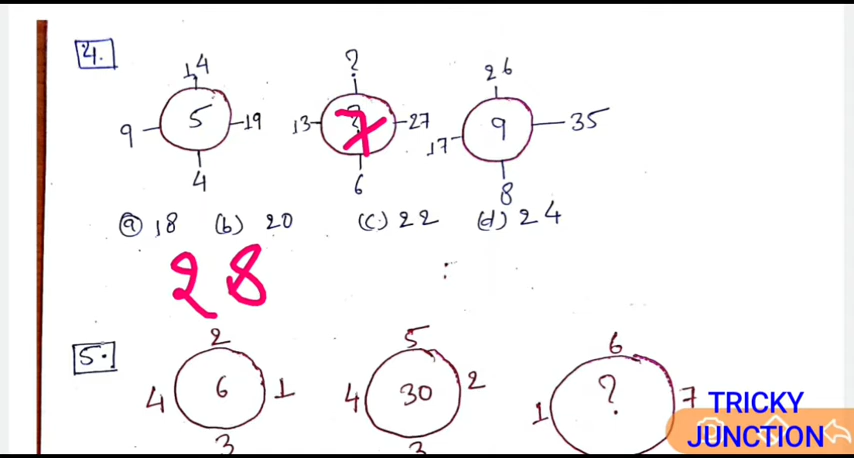 4.
14 ? 26
9 5 19 13 7 27 17 9 35
4 6 8
(a) 18 (b) 20 (c) 22 (d) 24
28
5.
2 5 6
4 6 1 4 30 2 1 ? 7
3 3
TRICKY
JUNCTION